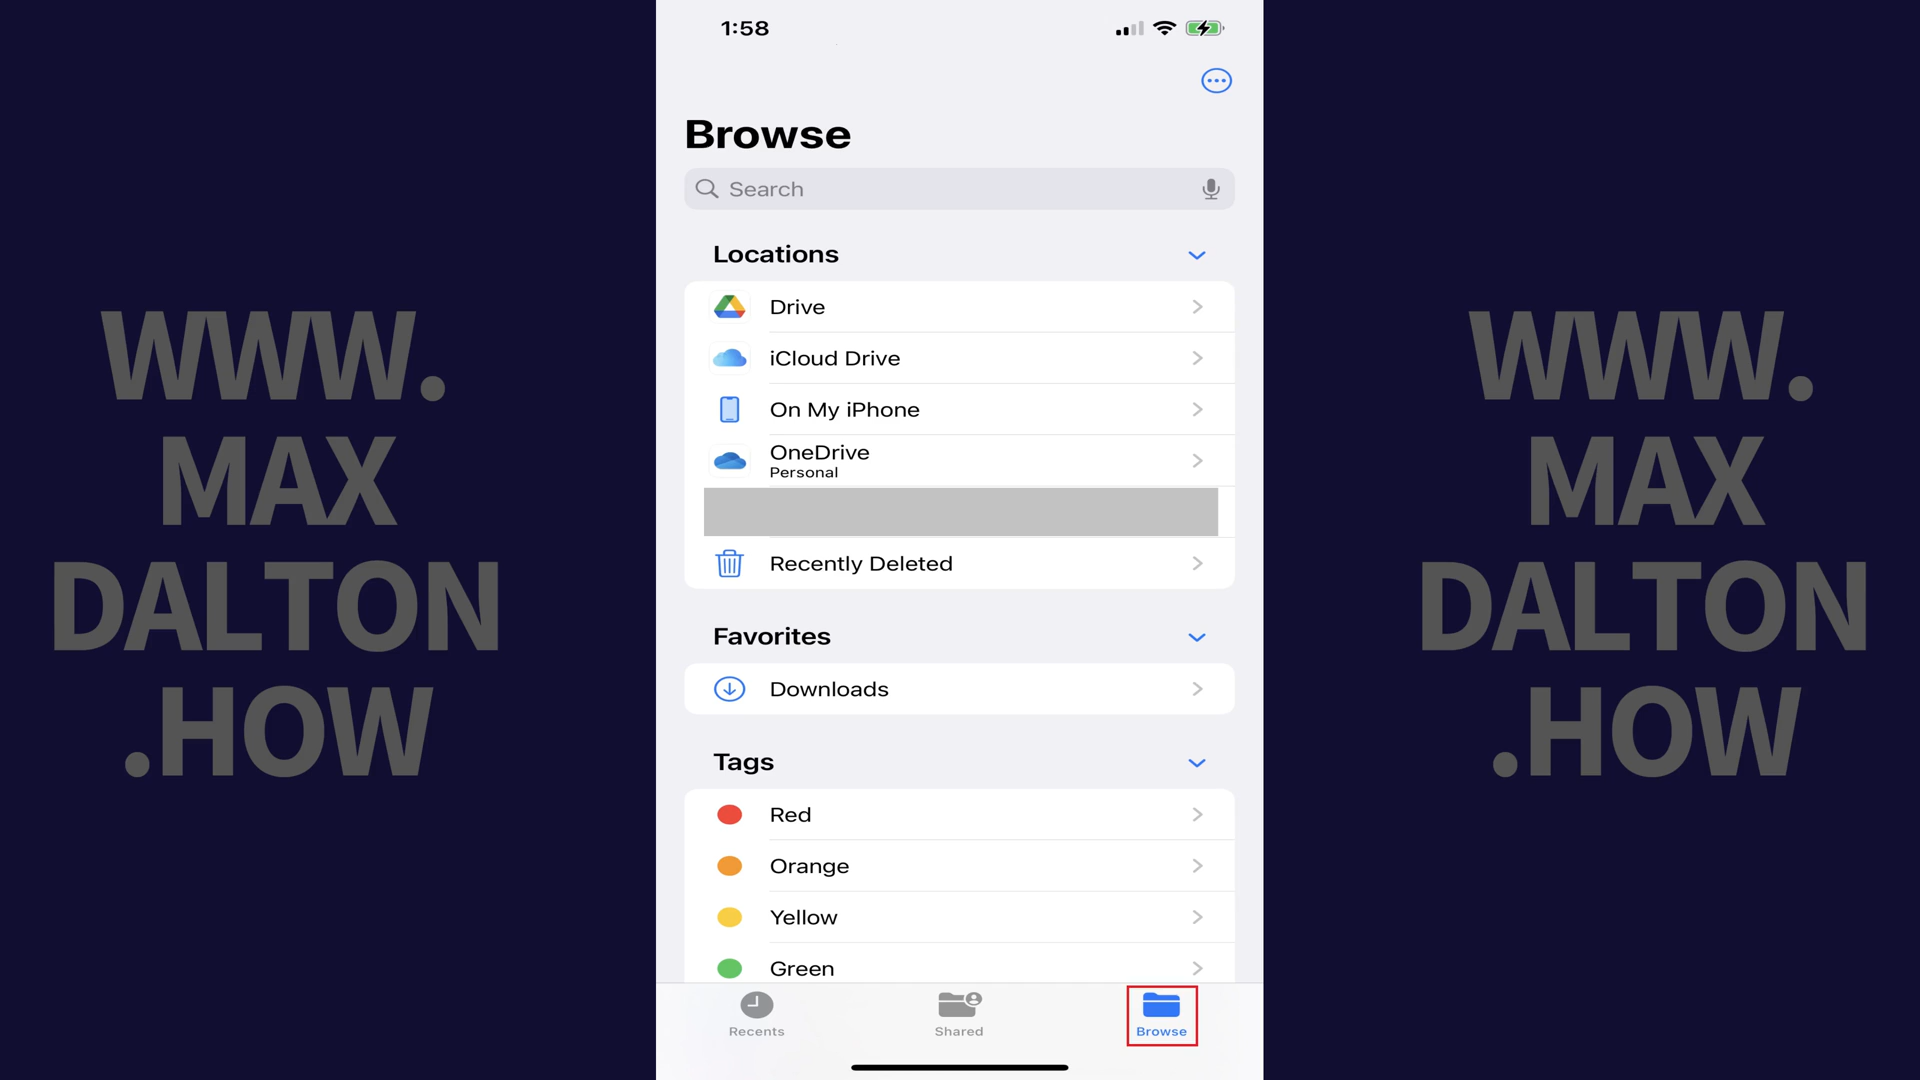 1:58
Browse
Search
Locations
Drive
iCloud Drive
On My iPhone
OneDrive
Personal
Recently Deleted
Favorites
Downloads
Tags
Red
Orange
Yellow
Green
Recents
Shared
Browse
WWW.
MAX
DALTON
.HOW
WWW.
MAX
DALTON
.HOW